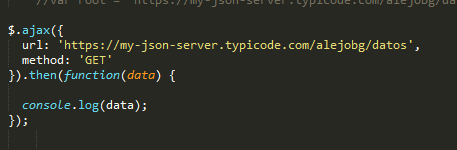 //var root = 'https://my-json-server.typicode.com/alejobg/da
$.ajax({
  url: 'https://my-json-server.typicode.com/alejobg/datos',
  method: 'GET'
}).then(function(data) {
  console.log(data);
});